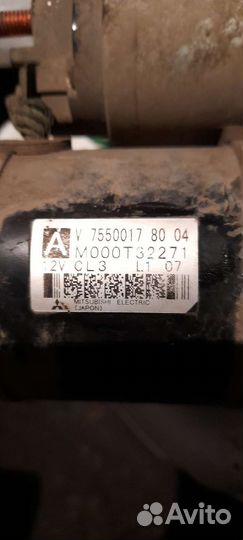 A V 7550017 80 04
M000T32271
12V CL3 L1 07
MITSUBISHI ELECTRIC
(JAPAN)
Avito